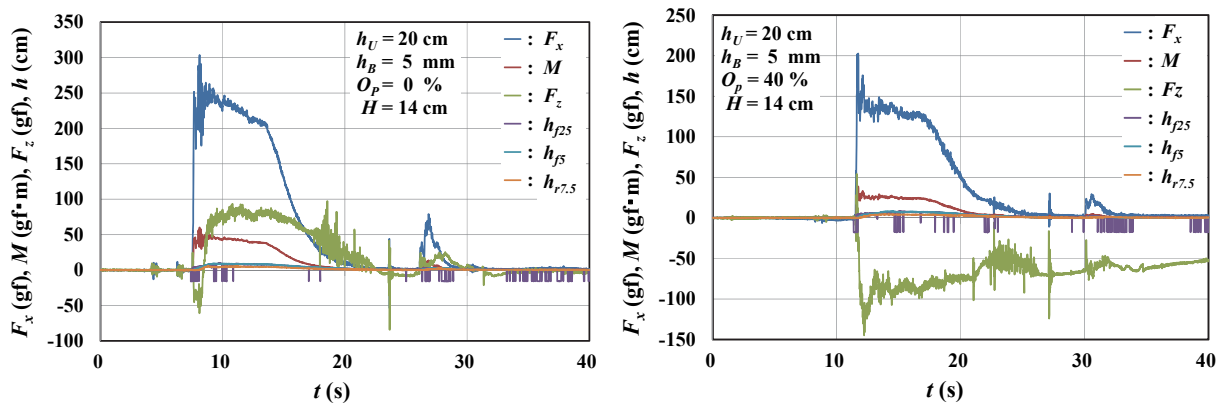 F_x (gf), M (gf·m), F_z (gf), h (cm)
350
300
250
200
150
100
50
0
-50
-100
h_U = 20 cm
h_B = 5 mm
O_P = 0 %
H = 14 cm
: F_x
: M
: F_z
: h_f25
: h_f5
: h_r7.5
0
10
20
30
40
t (s)
F_x (gf), M (gf·m), F_z (gf), h (cm)
250
200
150
100
50
0
-50
-100
-150
h_U = 20 cm
h_B = 5 mm
O_p = 40 %
H = 14 cm
: F_x
: M
: Fz
: h_f25
: h_f5
: h_r7.5
0
10
20
30
40
t (s)